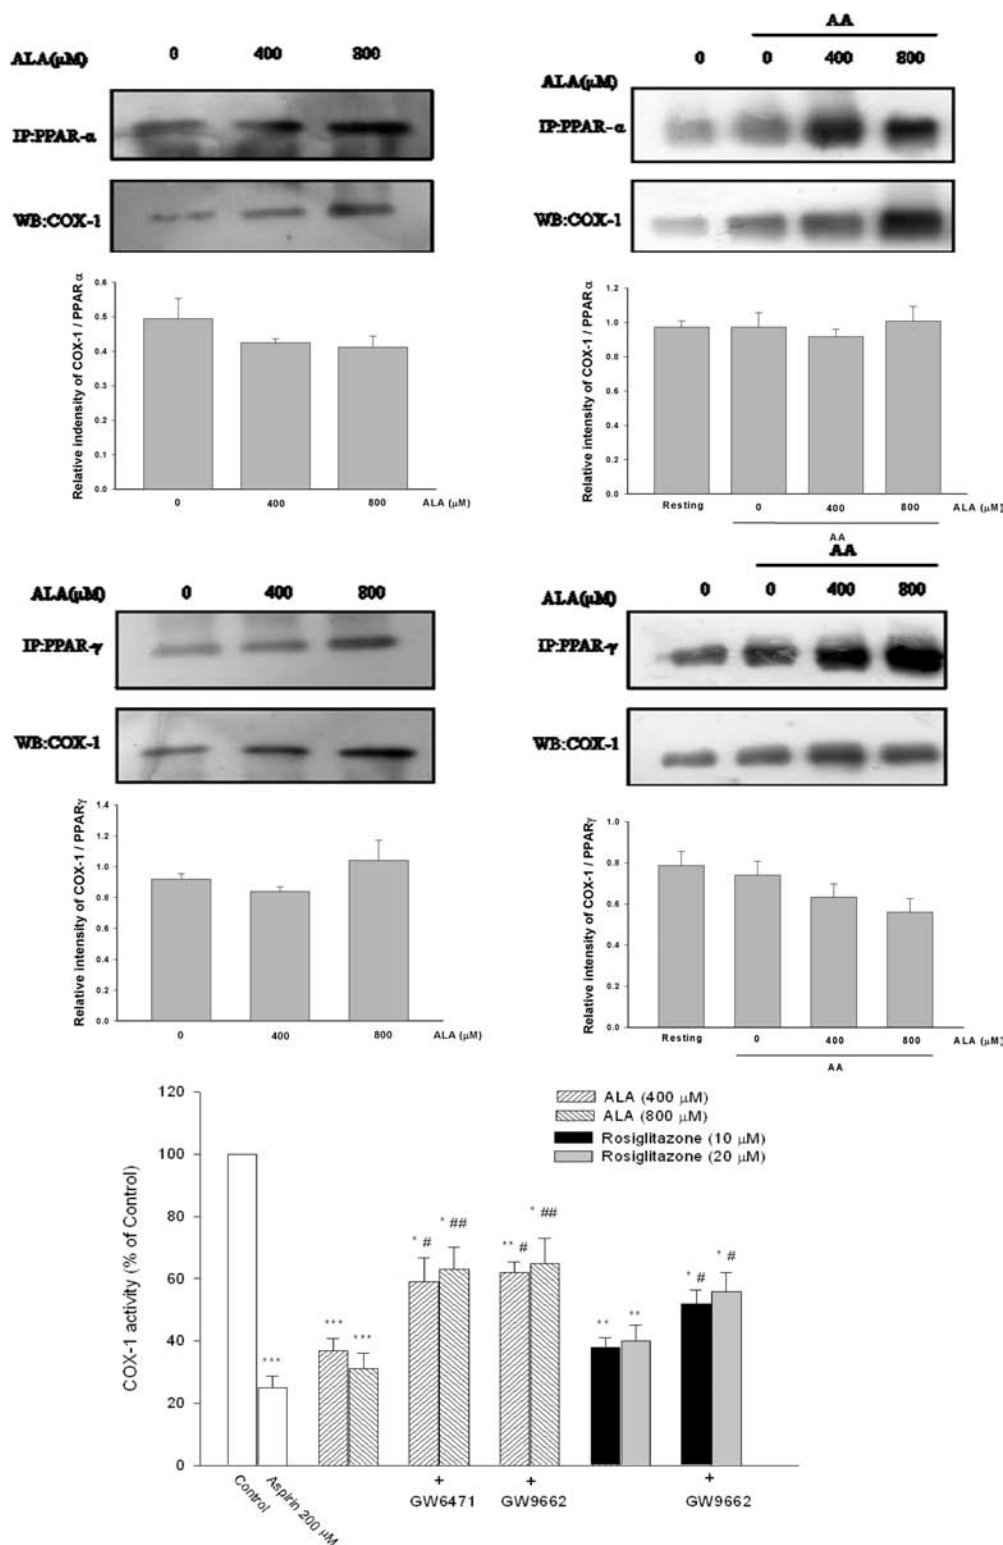 ALA(μM) 0 400 800
IP:PPAR-α
WB:COX-1
Relative indensity of COX-1 / PPAR α
0.6
0.5
0.4
0.3
0.2
0.1
0.0
0 400 800 ALA (μM)
AA
ALA(μM) 0 0 400 800
IP:PPAR-α
WB:COX-1
Relative intensity of COX-1 / PPAR α
1.2
1.0
0.8
0.6
0.4
0.2
0.0
Resting 0 400 800 ALA (μM)
AA
ALA(μM) 0 400 800
IP:PPAR-γ
WB:COX-1
Relative intensity of COX-1 / PPARγ
1.4
1.2
1.0
0.8
0.6
0.4
0.2
0.0
0 400 800 ALA (μM)
AA
ALA(μM) 0 0 400 800
IP:PPAR-γ
WB:COX-1
Relative intensity of COX-1 / PPARγ
1.0
0.8
0.6
0.4
0.2
0.0
Resting 0 400 800 ALA (μM)
AA
COX-1 activity (% of Control)
120
100
80
60
40
20
0
ALA (400 μM)
ALA (800 μM)
Rosiglitazone (10 μM)
Rosiglitazone (20 μM)
***
*** ***
* # * ##
** # * ##
** **
* # * #
Control
Aspirin 200 μM
+
GW6471
+
GW9662
+
GW9662